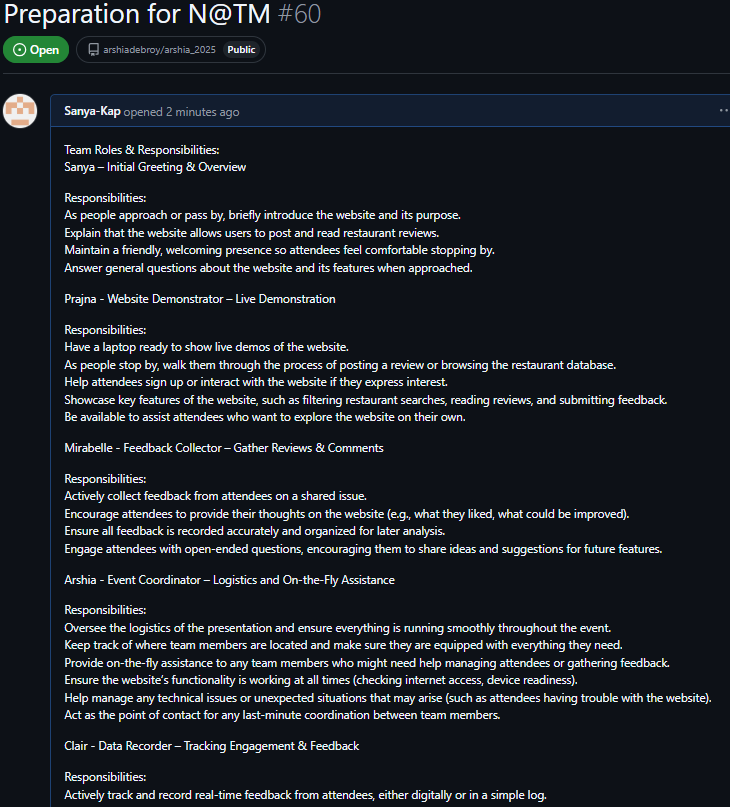 Preparation for N@TM #60
Open
arshiadebroy/arshia_2025 Public
Sanya-Kap opened 2 minutes ago
Team Roles & Responsibilities:
Sanya – Initial Greeting & Overview
Responsibilities:
As people approach or pass by, briefly introduce the website and its purpose.
Explain that the website allows users to post and read restaurant reviews.
Maintain a friendly, welcoming presence so attendees feel comfortable stopping by.
Answer general questions about the website and its features when approached.
Prajna - Website Demonstrator – Live Demonstration
Responsibilities:
Have a laptop ready to show live demos of the website.
As people stop by, walk them through the process of posting a review or browsing the restaurant database.
Help attendees sign up or interact with the website if they express interest.
Showcase key features of the website, such as filtering restaurant searches, reading reviews, and submitting feedback.
Be available to assist attendees who want to explore the website on their own.
Mirabelle - Feedback Collector – Gather Reviews & Comments
Responsibilities:
Actively collect feedback from attendees on a shared issue.
Encourage attendees to provide their thoughts on the website (e.g., what they liked, what could be improved).
Ensure all feedback is recorded accurately and organized for later analysis.
Engage attendees with open-ended questions, encouraging them to share ideas and suggestions for future features.
Arshia - Event Coordinator – Logistics and On-the-Fly Assistance
Responsibilities:
Oversee the logistics of the presentation and ensure everything is running smoothly throughout the event.
Keep track of where team members are located and make sure they are equipped with everything they need.
Provide on-the-fly assistance to any team members who might need help managing attendees or gathering feedback.
Ensure the website's functionality is working at all times (checking internet access, device readiness).
Help manage any technical issues or unexpected situations that may arise (such as attendees having trouble with the website).
Act as the point of contact for any last-minute coordination between team members.
Clair - Data Recorder – Tracking Engagement & Feedback
Responsibilities:
Actively track and record real-time feedback from attendees, either digitally or in a simple log.